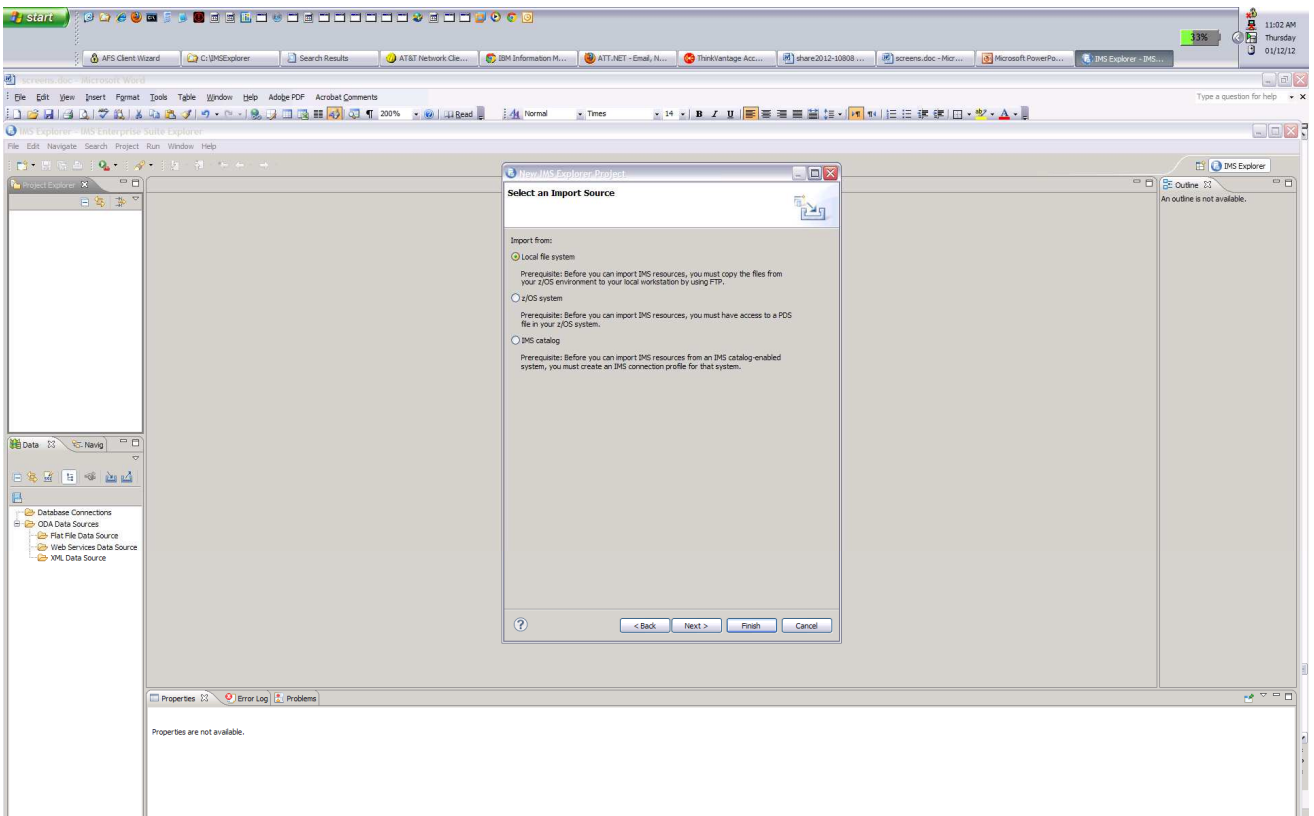 start
33%
11:02 AM
Thursday
01/12/12
AFS Client Wizard
C:\IMSExplorer
Search Results
AT&T Network Clie...
IBM Information M...
ATT.NET - Email, N...
ThinkVantage Acc...
share2012-10808 ...
screens.doc - Micr...
Microsoft PowerPo...
IMS Explorer - IMS...
screens.doc - Microsoft Word
File Edit View Insert Format Tools Table Window Help Adobe PDF Acrobat Comments
Type a question for help
200%
Read
Normal
Times
14
B I U
IMS Explorer - IMS Enterprise Suite Explorer
File Edit Navigate Search Project Run Window Help
IMS Explorer
Project Explorer
Outline
An outline is not available.
New IMS Explorer Project
Select an Import Source
Import from:
Local file system
Prerequisite: Before you can import IMS resources, you must copy the files from
your z/OS environment to your local workstation by using FTP.
z/OS system
Prerequisite: Before you can import IMS resources, you must have access to a PDS
file in your z/OS system.
IMS catalog
Prerequisite: Before you can import IMS resources from an IMS catalog-enabled
system, you must create an IMS connection profile for that system.
< Back
Next >
Finish
Cancel
Data
Navig
Database Connections
ODA Data Sources
Flat File Data Source
Web Services Data Source
XML Data Source
Properties
Error Log
Problems
Properties are not available.